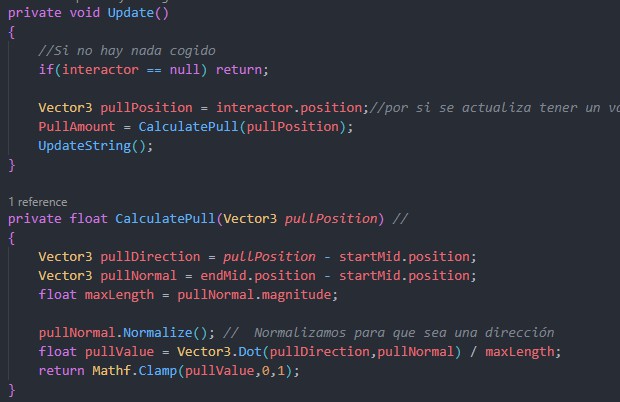 private void Update()
{
//Si no hay nada cogido
if(interactor == null) return;
Vector3 pullPosition = interactor.position;//por si se actualiza tener un
PullAmount = CalculatePull(pullPosition);
UpdateString();
}
1 reference
private float CalculatePull(Vector3 pullPosition) //
{
Vector3 pullDirection = pullPosition - startMid.position;
Vector3 pullNormal = endMid.position - startMid.position;
float maxLength = pullNormal.magnitude;
pullNormal.Normalize(); //  Normalizamos para que sea una dirección
float pullValue = Vector3.Dot(pullDirection,pullNormal) / maxLength;
return Mathf.Clamp(pullValue,0,1);
}